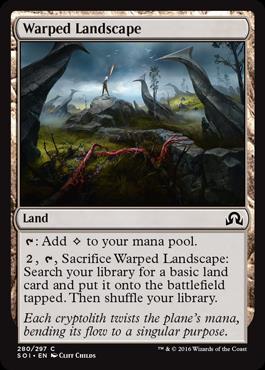 Warped Landscape
Land
: Add to your mana pool.
2, , Sacrifice Warped Landscape:
Search your library for a basic land
card and put it onto the battlefield
tapped. Then shuffle your library.
Each cryptolith twists the plane's mana,
bending its flow to a singular purpose.
280/297 C
SOI • EN CLIFF CHILDS
™ & © 2016 Wizards of the Coast